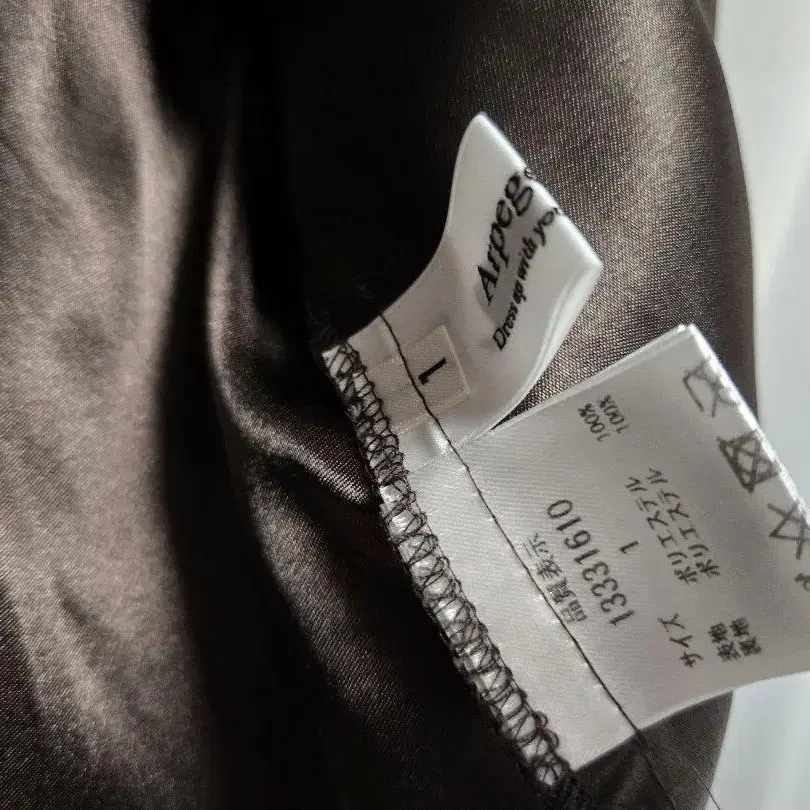 Arpeg
Dress up with yo
1
品質表示
13331610
サイズ 1
表地 ポリエステル 100%
裏地 ポリエステル 100%